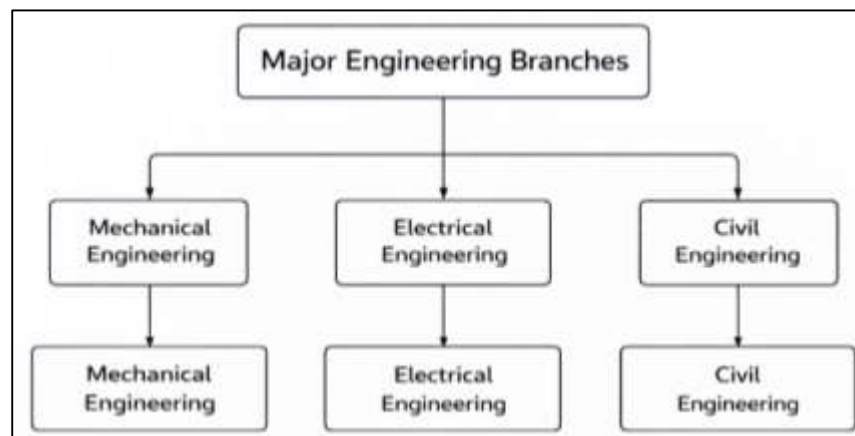 Major Engineering Branches
Mechanical
Engineering
Electrical
Engineering
Civil
Engineering
Mechanical
Engineering
Electrical
Engineering
Civil
Engineering